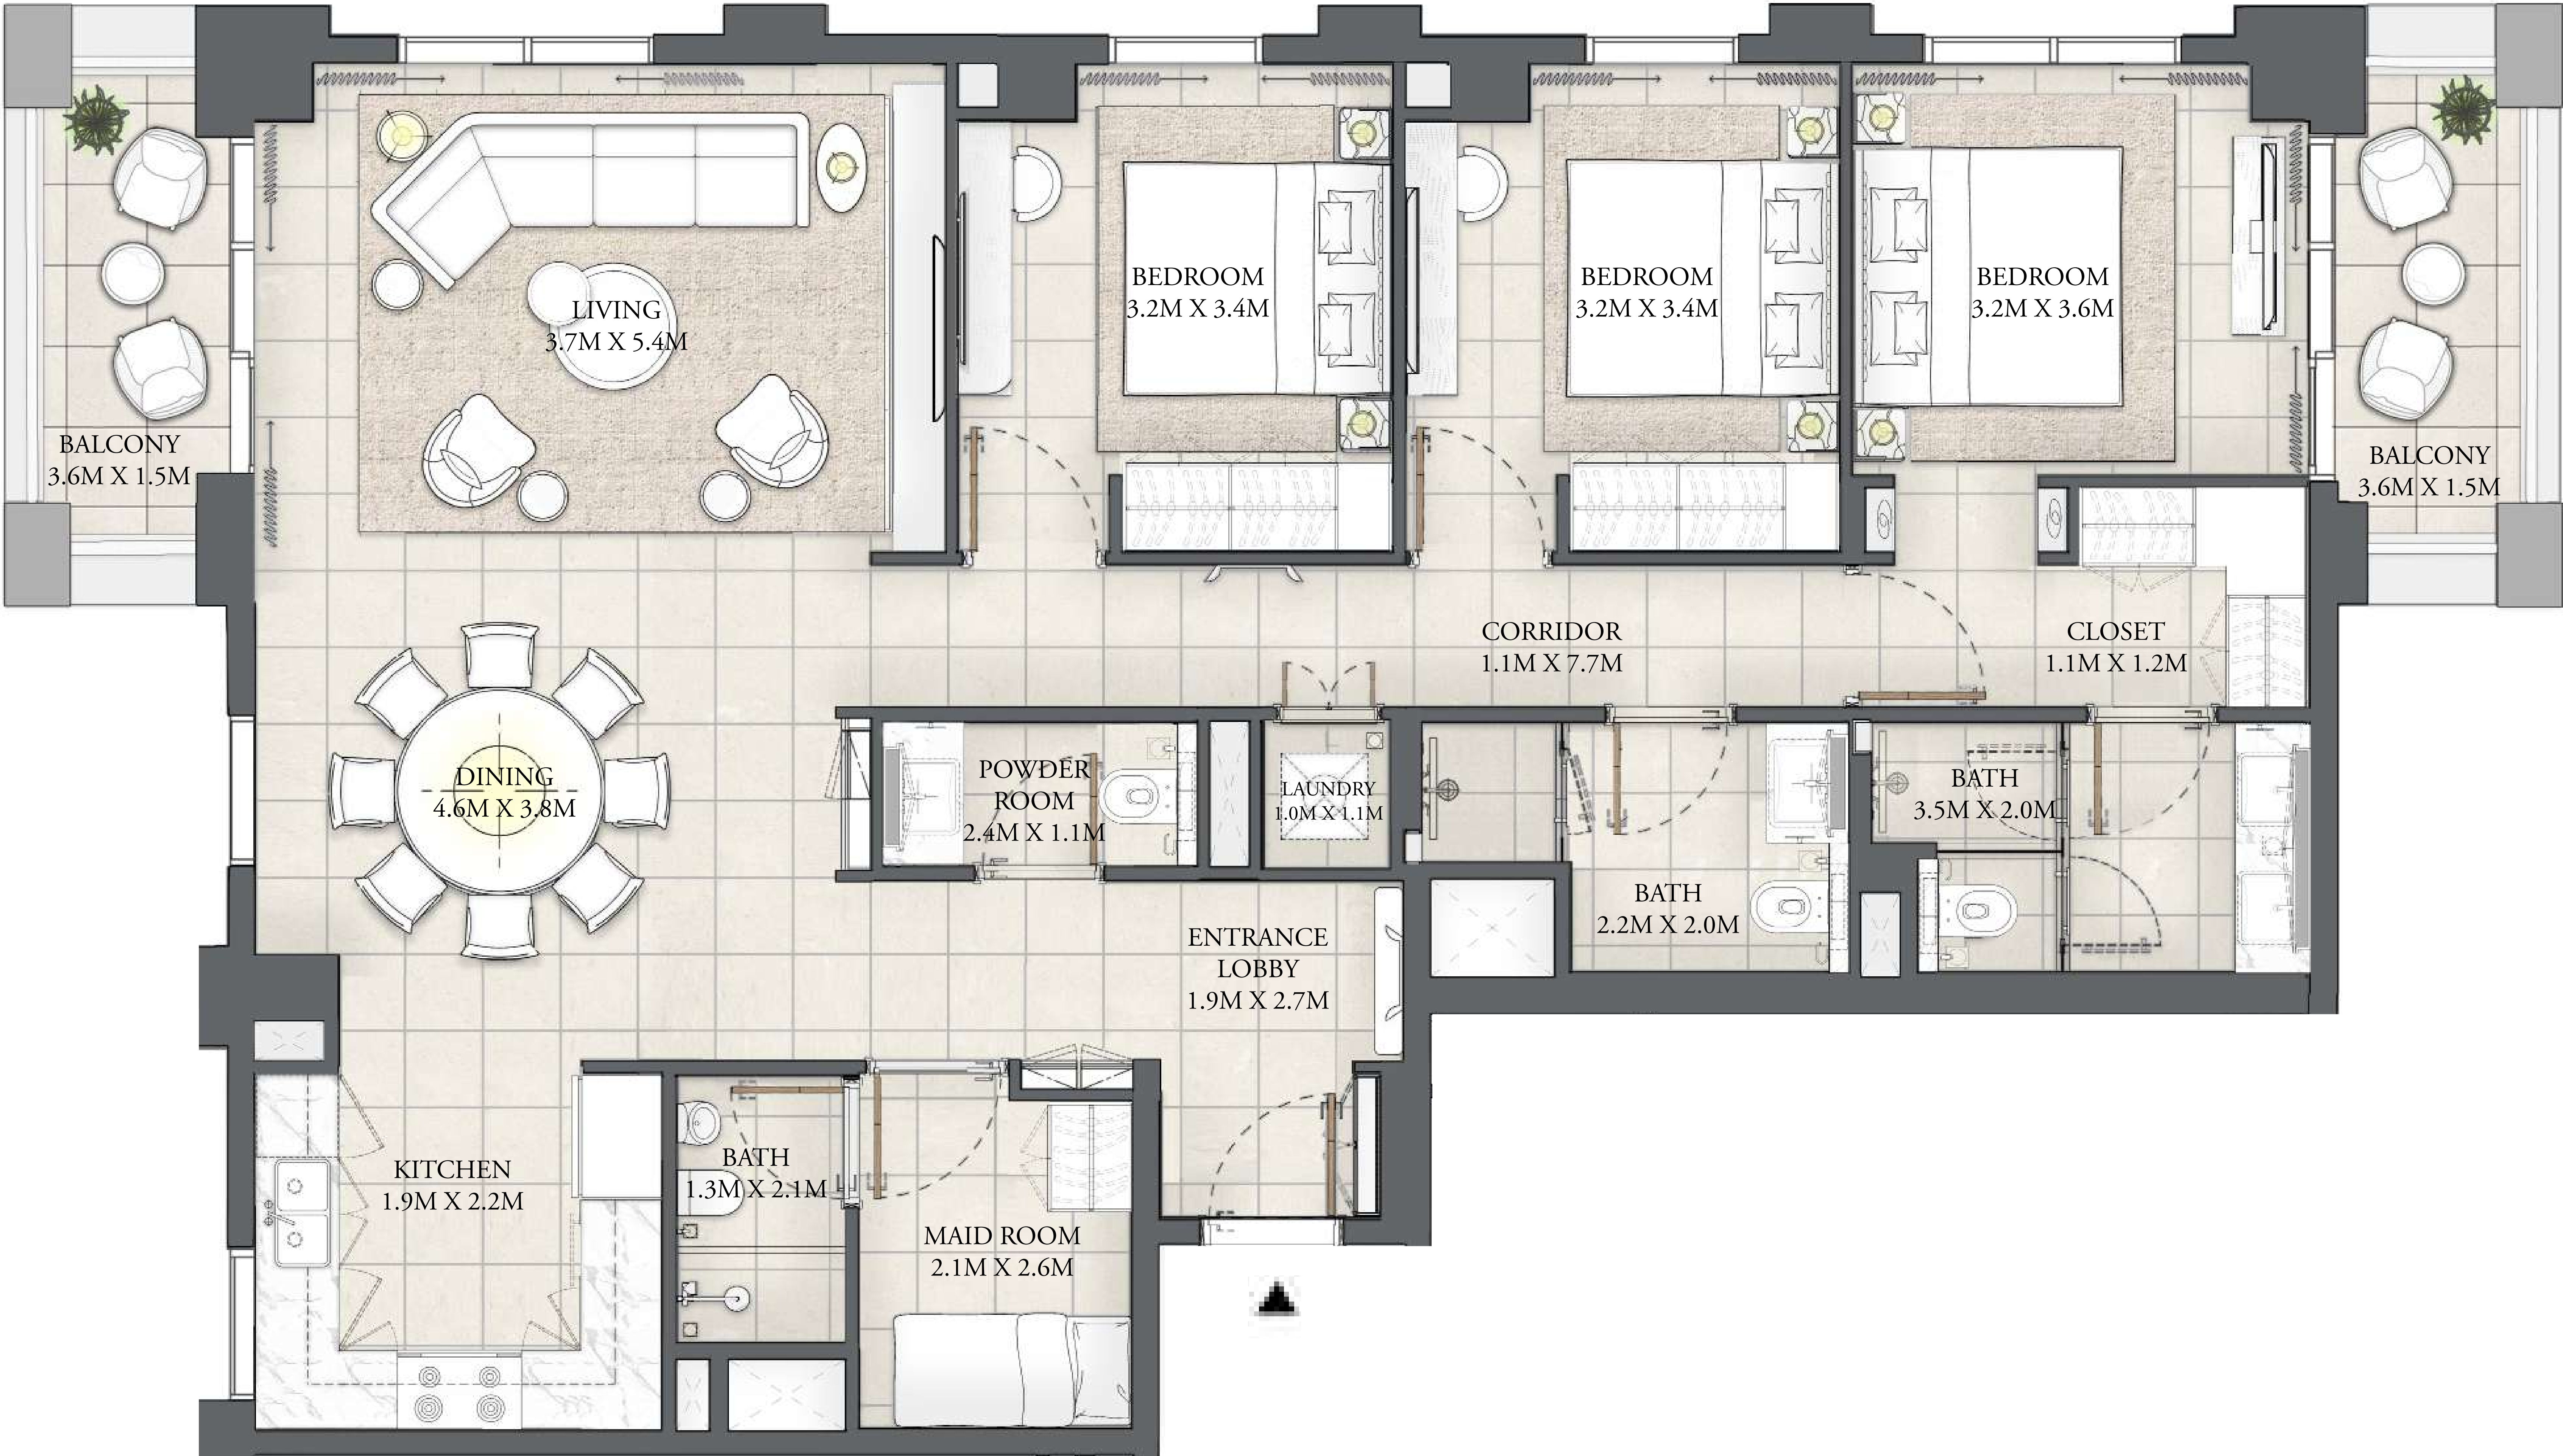 BEDROOM
3.2M X 3.4M
BEDROOM
3.2M X 3.4M
BEDROOM
3.2M X 3.6M
LIVING
3.7M X 5.4M
BALCONY
3.6M X 1.5M
BALCONY
3.6M X 1.5M
CORRIDOR
1.1M X 7.7M
CLOSET
1.1M X 1.2M
DINING
4.6M X 3.8M
POWDER
ROOM
2.4M X 1.1M
LAUNDRY
1.0M X 1.1M
BATH
3.5M X 2.0M
BATH
2.2M X 2.0M
ENTRANCE
LOBBY
1.9M X 2.7M
KITCHEN
1.9M X 2.2M
BATH
1.3M X 2.1M
MAID ROOM
2.1M X 2.6M